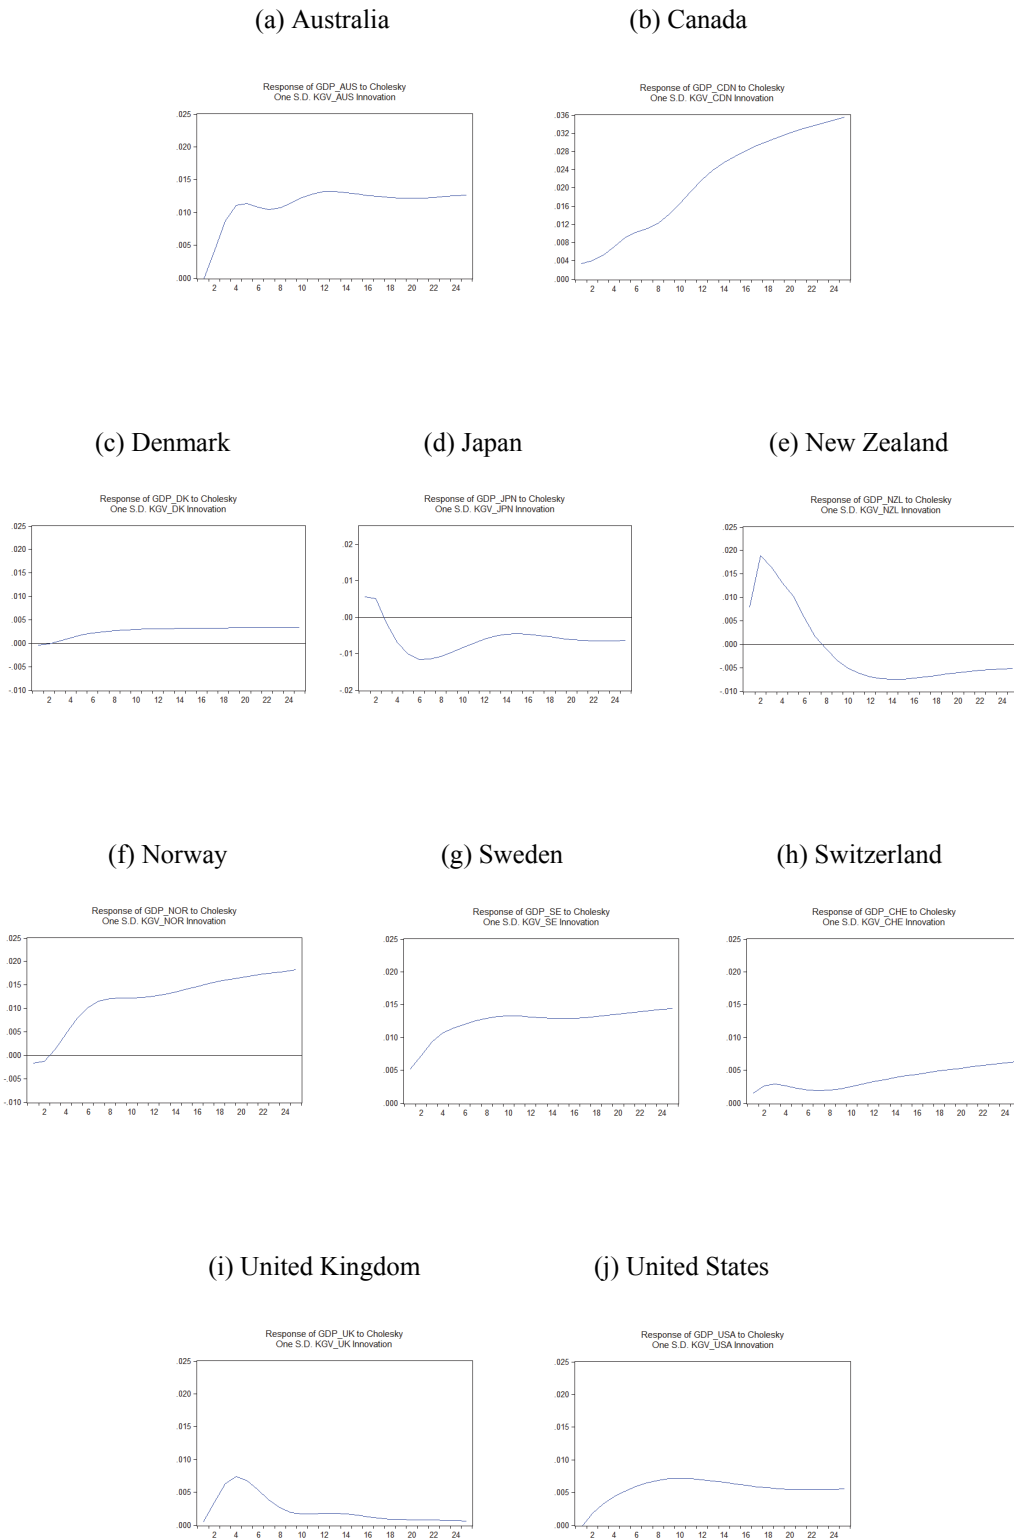 (a) Australia
(b) Canada
Response of GDP_AUS to Cholesky
One S.D. KGV_AUS Innovation
.025
.020
.015
.010
.005
.000
2 4 6 8 10 12 14 16 18 20 22 24
Response of GDP_CDN to Cholesky
One S.D. KGV_CDN Innovation
.036
.032
.028
.024
.020
.016
.012
.008
.004
.000
2 4 6 8 10 12 14 16 18 20 22 24
(c) Denmark
(d) Japan
(e) New Zealand
Response of GDP_DK to Cholesky
One S.D. KGV_DK Innovation
.025
.020
.015
.010
.005
.000
-.005
-.010
2 4 6 8 10 12 14 16 18 20 22 24
Response of GDP_JPN to Cholesky
One S.D. KGV_JPN Innovation
.02
.01
.00
-.01
-.02
2 4 6 8 10 12 14 16 18 20 22 24
Response of GDP_NZL to Cholesky
One S.D. KGV_NZL Innovation
.025
.020
.015
.010
.005
.000
-.005
-.010
2 4 6 8 10 12 14 16 18 20 22 24
(f) Norway
(g) Sweden
(h) Switzerland
Response of GDP_NOR to Cholesky
One S.D. KGV_NOR Innovation
.025
.020
.015
.010
.005
.000
-.005
-.010
2 4 6 8 10 12 14 16 18 20 22 24
Response of GDP_SE to Cholesky
One S.D. KGV_SE Innovation
.025
.020
.015
.010
.005
.000
2 4 6 8 10 12 14 16 18 20 22 24
Response of GDP_CHE to Cholesky
One S.D. KGV_CHE Innovation
.025
.020
.015
.010
.005
.000
2 4 6 8 10 12 14 16 18 20 22 24
(i) United Kingdom
(j) United States
Response of GDP_UK to Cholesky
One S.D. KGV_UK Innovation
.025
.020
.015
.010
.005
.000
2 4 6 8 10 12 14 16 18 20 22 24
Response of GDP_USA to Cholesky
One S.D. KGV_USA Innovation
.025
.020
.015
.010
.005
.000
2 4 6 8 10 12 14 16 18 20 22 24